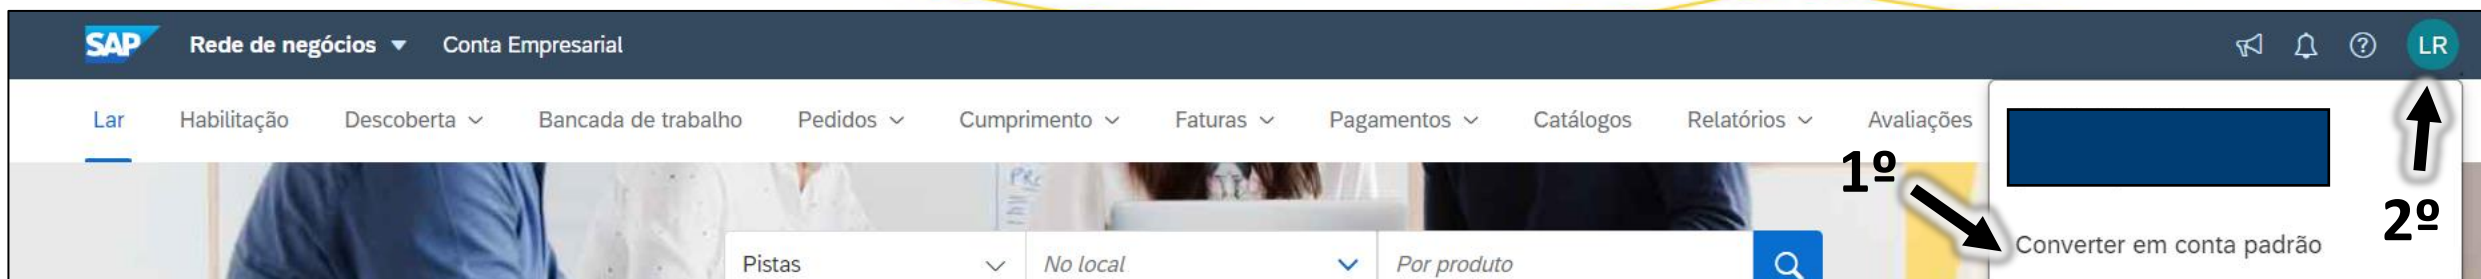 SAP Rede de negócios Conta Empresarial LR
Lar Habilitação Descoberta Bancada de trabalho Pedidos Cumprimento Faturas Pagamentos Catálogos Relatórios Avaliações
1º
2º
Converter em conta padrão
Pistas No local Por produto